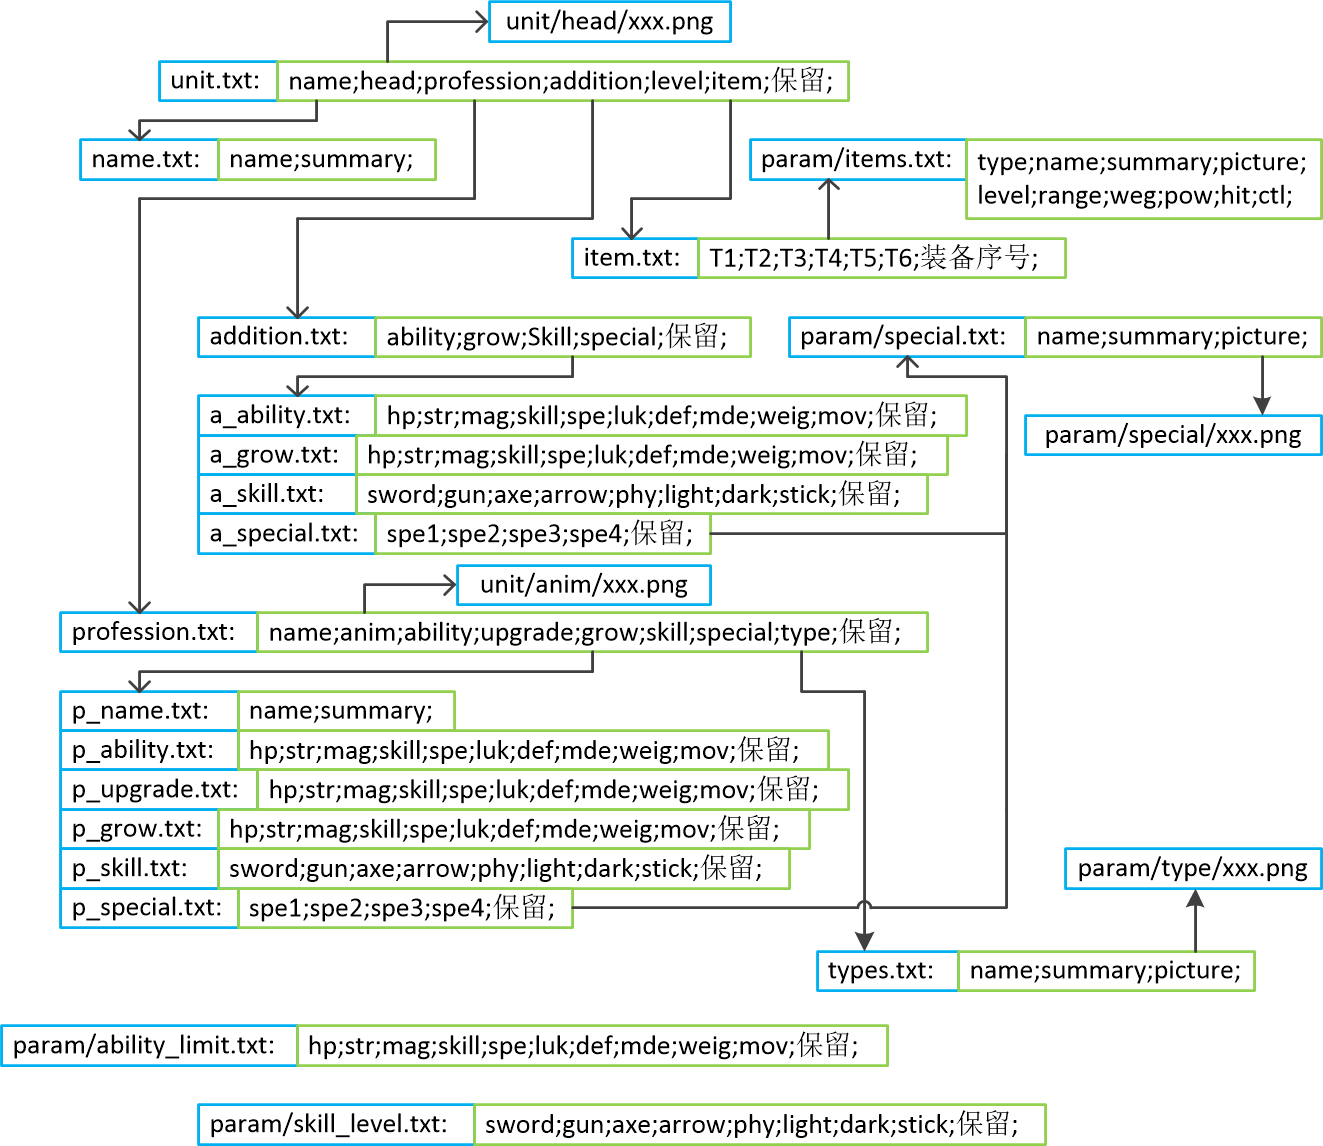 unit/head/xxx.png
unit.txt: name;head;profession;addition;level;item;保留;
name.txt: name;summary;
param/items.txt: type;name;summary;picture;
level;range;weg;pow;hit;ctl;
item.txt: T1;T2;T3;T4;T5;T6;装备序号;
addition.txt: ability;grow;Skill;special;保留;
param/special.txt: name;summary;picture;
param/special/xxx.png
a_ability.txt: hp;str;mag;skill;spe;luk;def;mde;weig;mov;保留;
a_grow.txt: hp;str;mag;skill;spe;luk;def;mde;weig;mov;保留;
a_skill.txt: sword;gun;axe;arrow;phy;light;dark;stick;保留;
a_special.txt: spe1;spe2;spe3;spe4;保留;
unit/anim/xxx.png
profession.txt: name;anim;ability;upgrade;grow;skill;special;type;保留;
p_name.txt: name;summary;
p_ability.txt: hp;str;mag;skill;spe;luk;def;mde;weig;mov;保留;
p_upgrade.txt: hp;str;mag;skill;spe;luk;def;mde;weig;mov;保留;
p_grow.txt: hp;str;mag;skill;spe;luk;def;mde;weig;mov;保留;
p_skill.txt: sword;gun;axe;arrow;phy;light;dark;stick;保留;
p_special.txt: spe1;spe2;spe3;spe4;保留;
param/type/xxx.png
types.txt: name;summary;picture;
param/ability_limit.txt: hp;str;mag;skill;spe;luk;def;mde;weig;mov;保留;
param/skill_level.txt: sword;gun;axe;arrow;phy;light;dark;stick;保留;